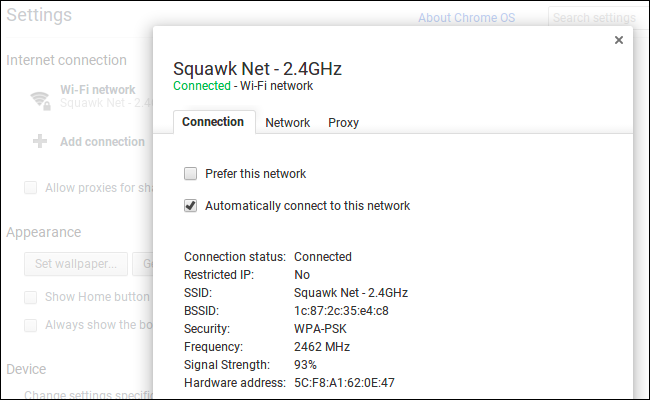 Settings
About Chrome OS
Search settings
Internet connection
Wi-Fi network
Squawk Net - 2.4
Add connection
Allow proxies for sha
Appearance
Set wallpaper...
Ge
Show Home button
Always show the bo
Device
Change settings specific
Squawk Net - 2.4GHz
Connected - Wi-Fi network
Connection Network Proxy
Prefer this network
Automatically connect to this network
Connection status: Connected
Restricted IP: No
SSID: Squawk Net - 2.4GHz
BSSID: 1c:87:2c:35:e4:c8
Security: WPA-PSK
Frequency: 2462 MHz
Signal Strength: 93%
Hardware address: 5C:F8:A1:62:0E:47